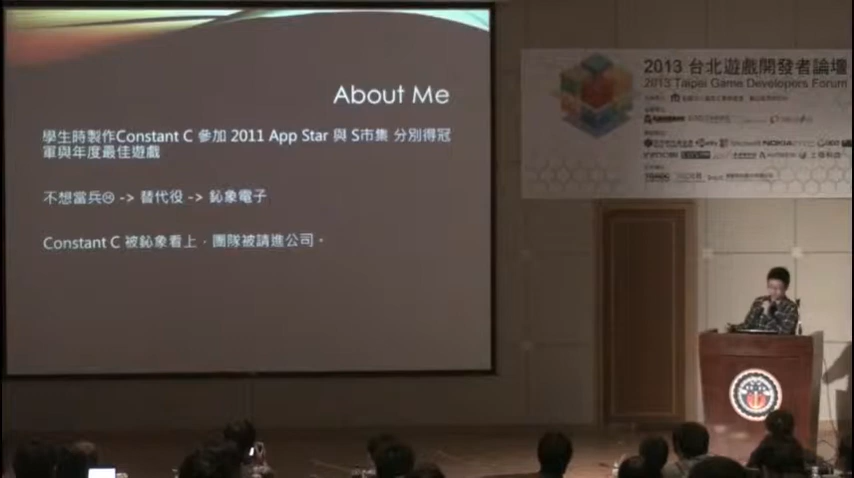 About Me
學生時製作Constant C 參加 2011 App Star 與 S市集 分別得冠
軍與年度最佳遊戲
不想當兵☹ -> 替代役 -> 鈊象電子
Constant C 被鈊象看上，團隊被請進公司。
2013 台北遊戲開發者論壇
2013 Taipei Game Developers Forum
Microsoft NOKIA